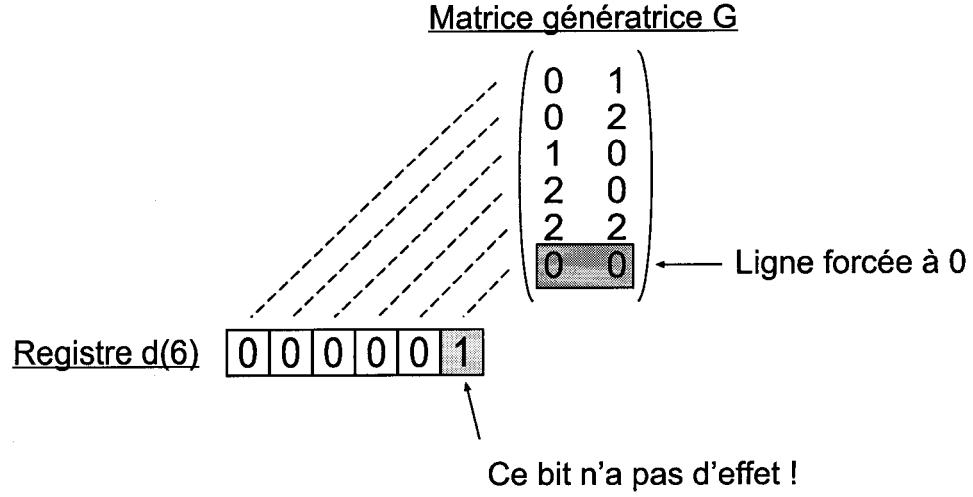 Matrice génératrice G
0 1
0 2
1 0
2 0
2 2
0 0
Ligne forcée à 0
Registre d(6) 0 0 0 0 0 1
Ce bit n'a pas d'effet !